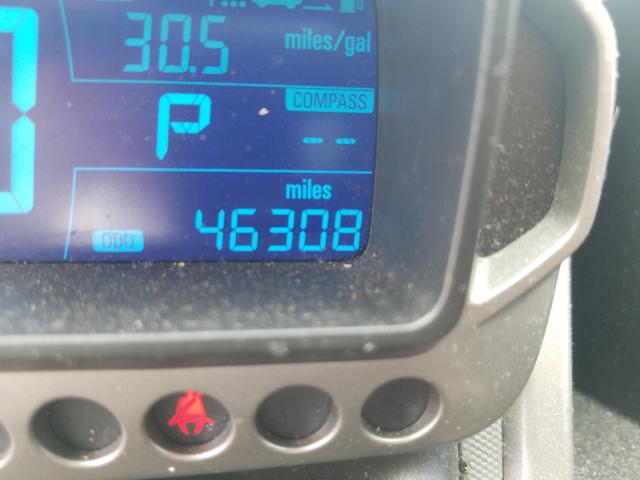 30.5 miles/gal
COMPASS
P --
miles
ODO 46308